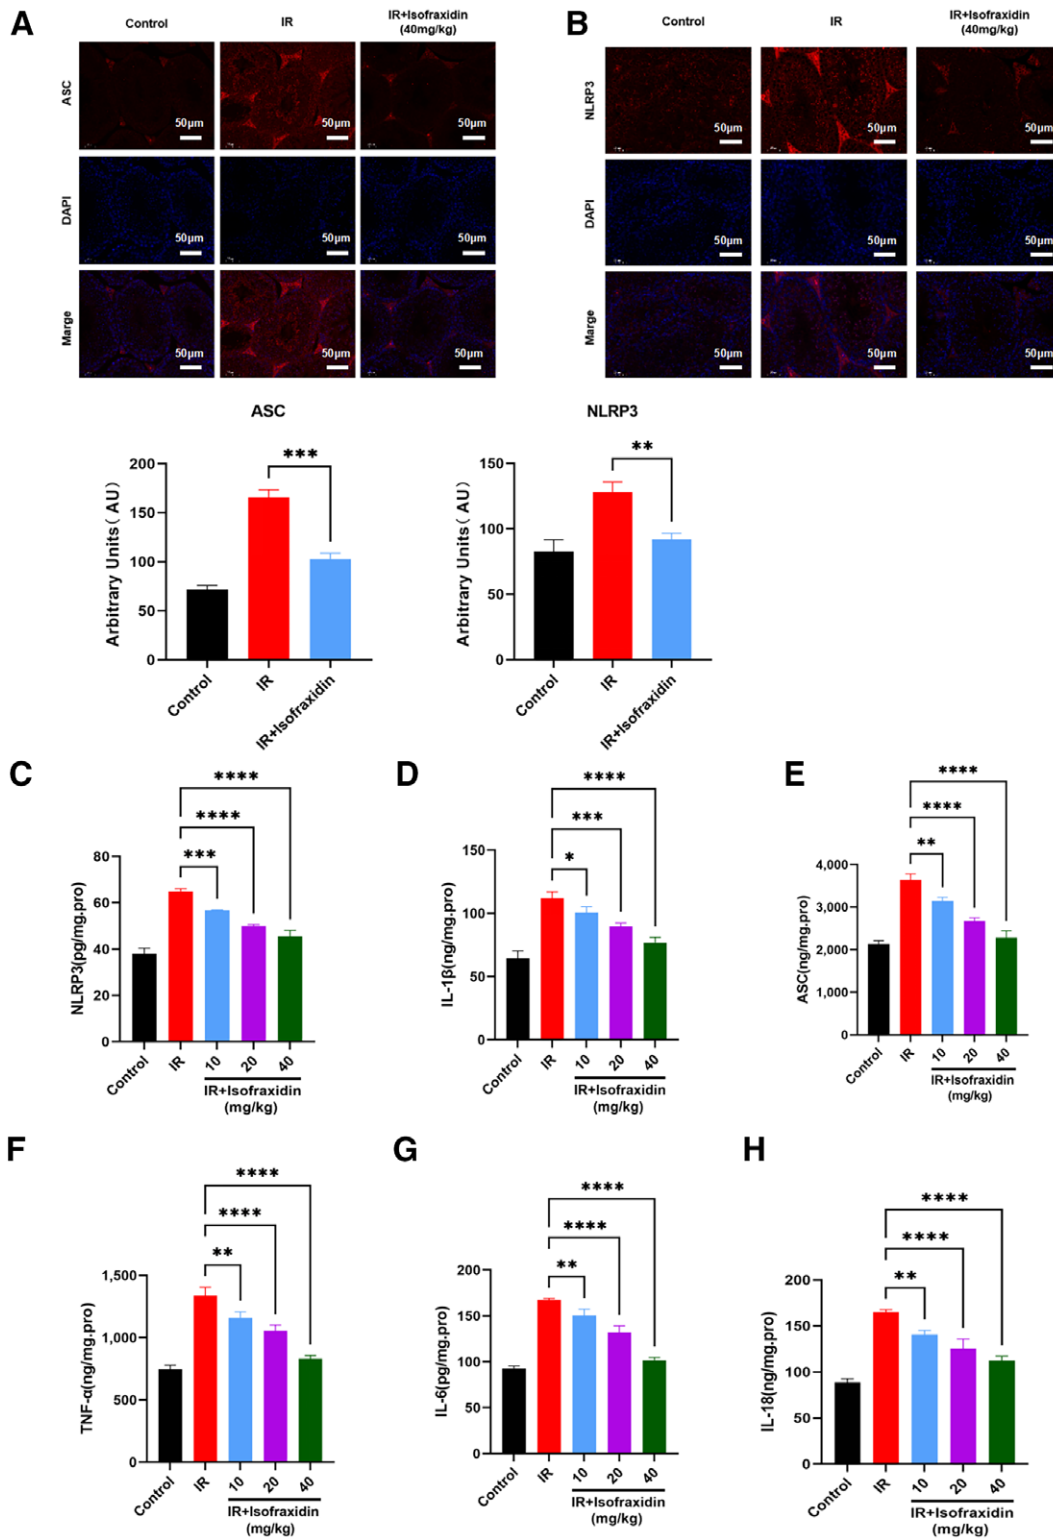 A
Control
IR
IR+Isofraxidin
(40mg/kg)
ASC
50μm
50μm
50μm
DAPI
50μm
50μm
50μm
Marge
50μm
50μm
50μm
B
Control
IR
IR+Isofraxidin
(40mg/kg)
NLRP3
50μm
50μm
50μm
DAPI
50μm
50μm
50μm
Marge
50μm
50μm
50μm
ASC
***
Arbitrary Units( AU)
200
150
100
50
0
Control
IR
IR+Isofraxidin
NLRP3
**
Arbitrary Units( AU)
150
100
50
0
Control
IR
IR+Isofraxidin
C
****
****
***
NLRP3(pg/mg.pro)
80
60
40
20
0
Control
IR
10
20
40
IR+Isofraxidin
(mg/kg)
D
****
***
*
IL-1β(ng/mg.pro)
150
100
50
0
Control
IR
10
20
40
IR+Isofraxidin
(mg/kg)
E
****
****
**
ASC(ng/mg.pro)
4,000
3,000
2,000
1,000
0
Control
IR
10
20
40
IR+Isofraxidin
(mg/kg)
F
****
****
**
TNF-α(ng/mg.pro)
1,500
1,000
500
0
Control
IR
10
20
40
IR+Isofraxidin
(mg/kg)
G
****
****
**
IL-6(pg/mg.pro)
200
150
100
50
0
Control
IR
10
20
40
IR+Isofraxidin
(mg/kg)
H
****
****
**
IL-18(ng/mg.pro)
200
150
100
50
0
Control
IR
10
20
40
IR+Isofraxidin
(mg/kg)